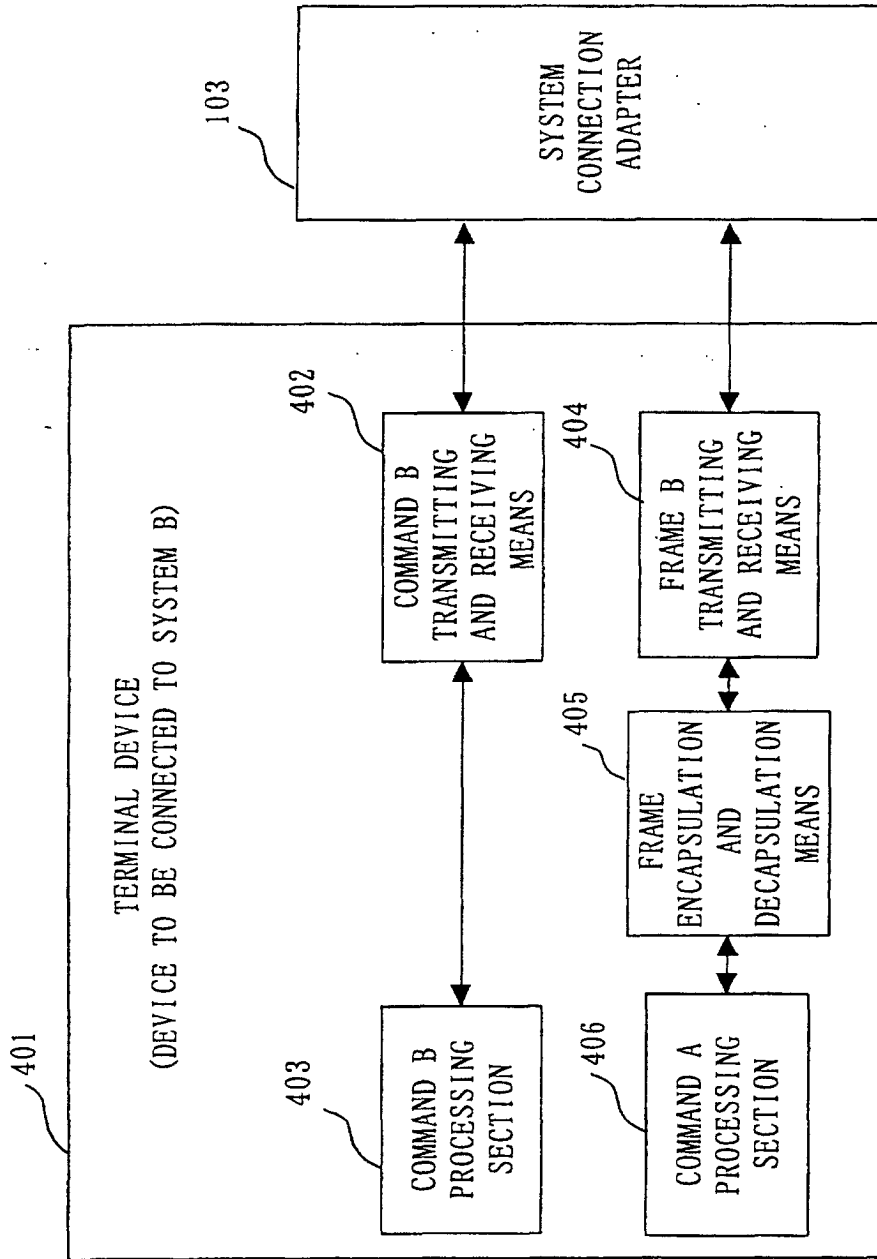 401
TERMINAL DEVICE
(DEVICE TO BE CONNECTED TO SYSTEM B)
403
COMMAND B
PROCESSING
SECTION
402
COMMAND B
TRANSMITTING
AND RECEIVING
MEANS
406
COMMAND A
PROCESSING
SECTION
405
FRAME
ENCAPSULATION
AND
DECAPSULATION
MEANS
404
FRAME B
TRANSMITTING
AND RECEIVING
MEANS
103
SYSTEM
CONNECTION
ADAPTER